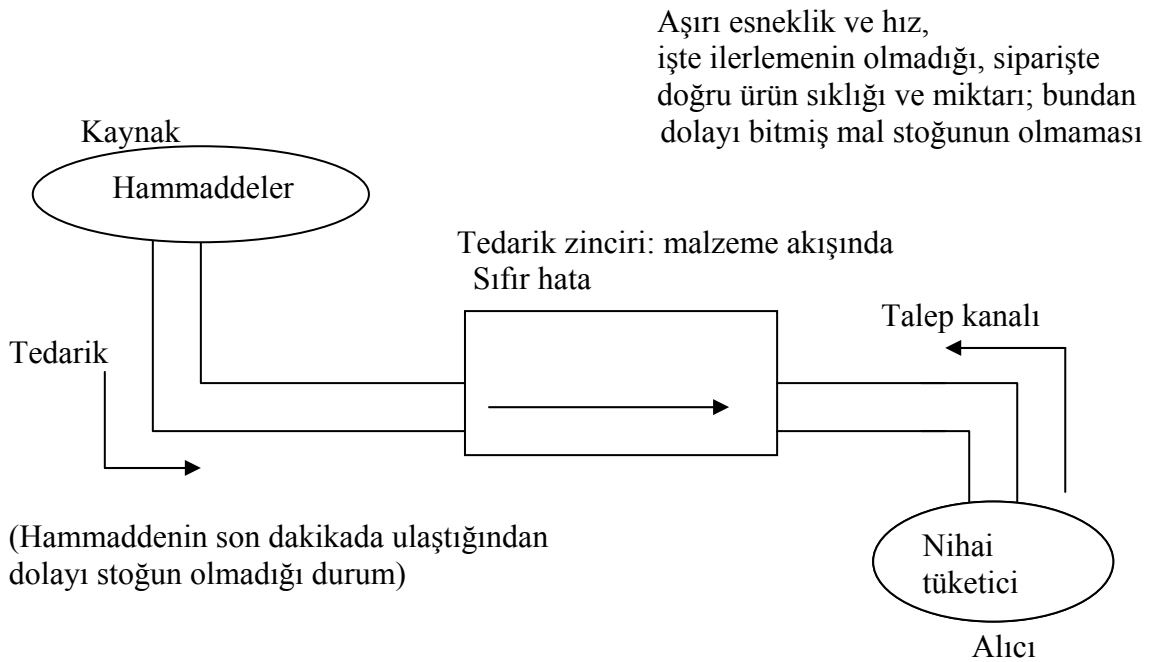 Aşırı esneklik ve hız,
işte ilerlemenin olmadığı, siparişte
doğru ürün sıklığı ve miktarı; bundan
dolayı bitmiş mal stoğunun olmaması
Kaynak
Hammaddeler
Tedarik zinciri: malzeme akışında
Sıfır hata
Talep kanalı
Tedarik
(Hammaddenin son dakikada ulaştığından
dolayı stoğun olmadığı durum)
Nihai
tüketici
Alıcı